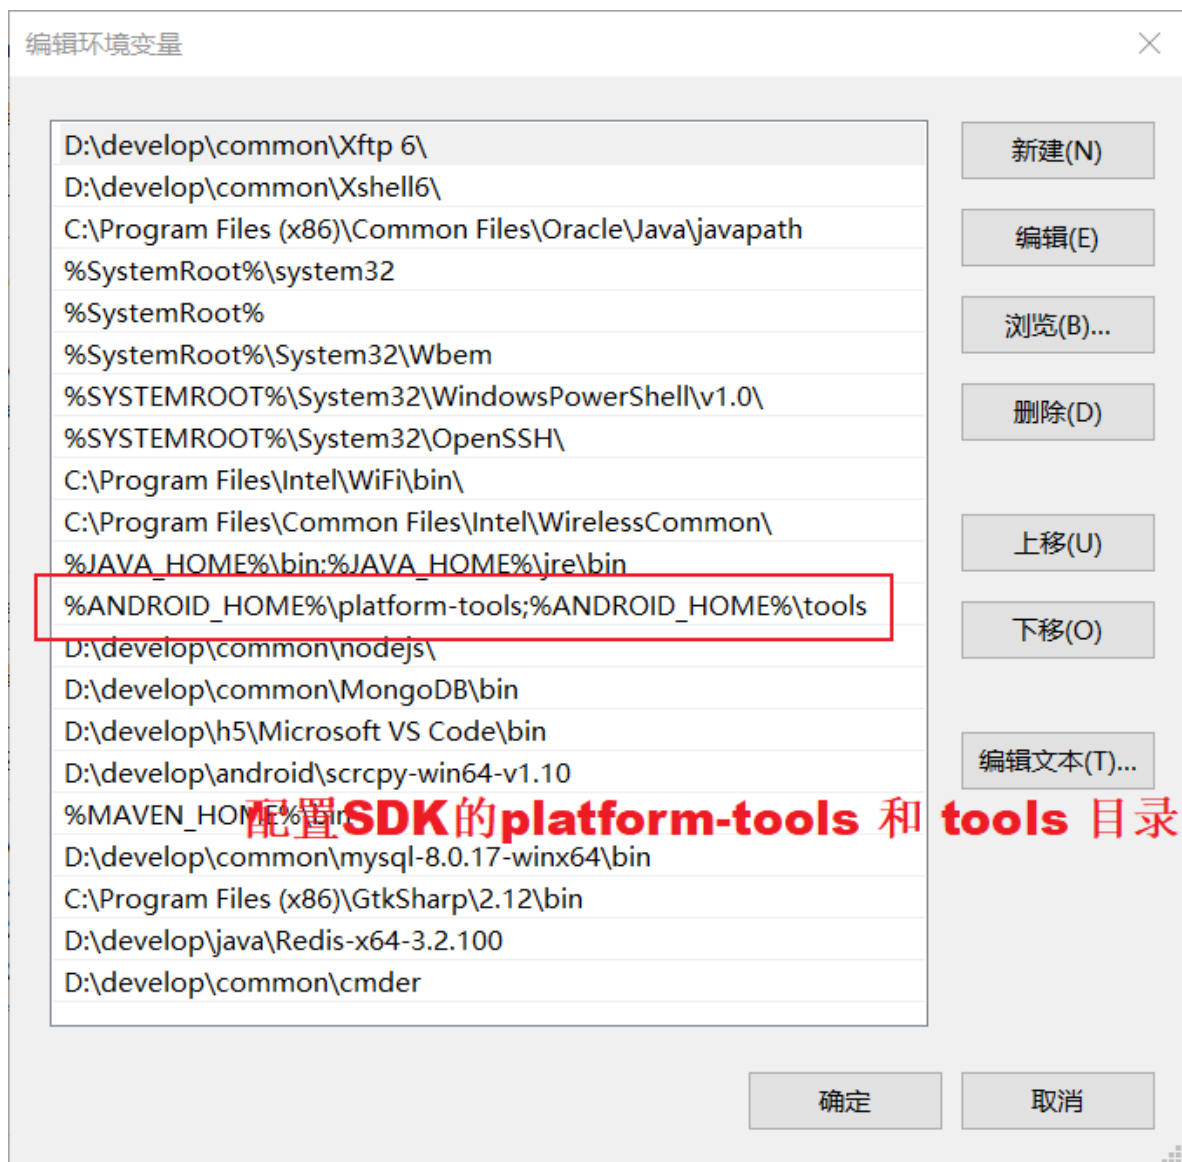 编辑环境变量
D:\develop\common\Xftp 6\
D:\develop\common\Xshell6\
C:\Program Files (x86)\Common Files\Oracle\Java\javapath
%SystemRoot%\system32
%SystemRoot%
%SystemRoot%\System32\Wbem
%SYSTEMROOT%\System32\WindowsPowerShell\v1.0\
%SYSTEMROOT%\System32\OpenSSH\
C:\Program Files\Intel\WiFi\bin\
C:\Program Files\Common Files\Intel\WirelessCommon\
%JAVA_HOME%\bin;%JAVA_HOME%\jre\bin
%ANDROID_HOME%\platform-tools;%ANDROID_HOME%\tools
D:\develop\common\nodejs\
D:\develop\common\MongoDB\bin
D:\develop\h5\Microsoft VS Code\bin
D:\develop\android\scrcpy-win64-v1.10
%MAVEN_HOME%\bin
配置SDK的platform-tools 和 tools 目录
D:\develop\common\mysql-8.0.17-winx64\bin
C:\Program Files (x86)\GtkSharp\2.12\bin
D:\develop\java\Redis-x64-3.2.100
D:\develop\common\cmder
新建(N)
编辑(E)
浏览(B)...
删除(D)
上移(U)
下移(O)
编辑文本(T)...
确定
取消